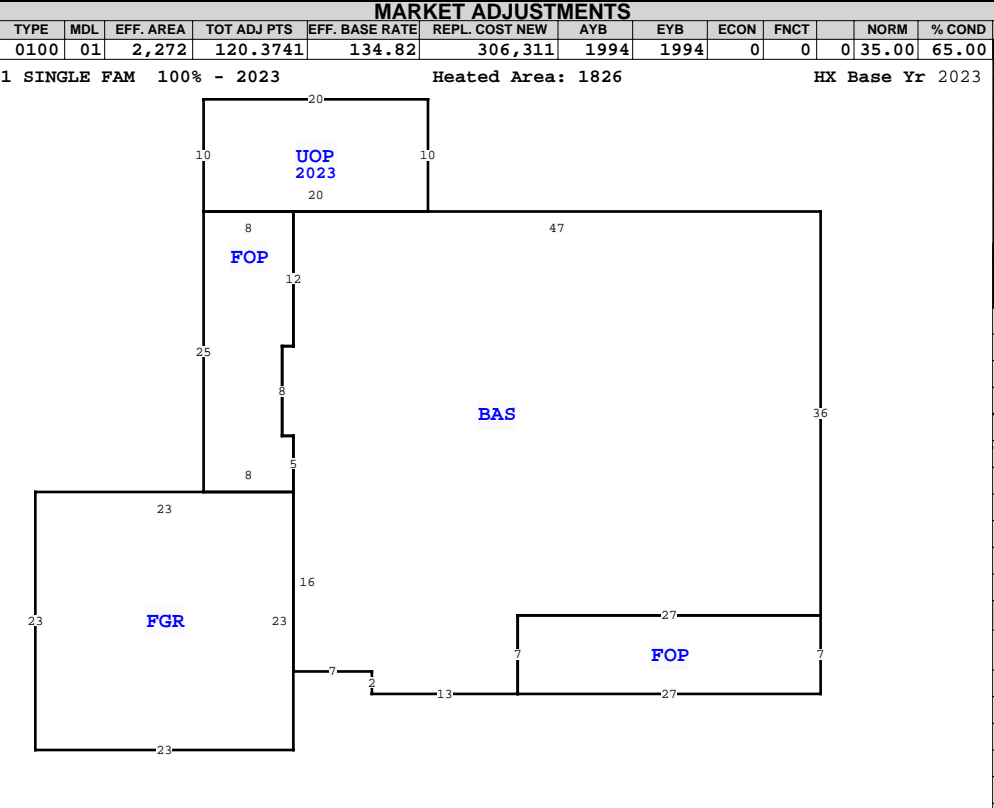 MARKET ADJUSTMENTS
TYPE MDL EFF. AREA TOT ADJ PTS EFF. BASE RATE REPL. COST NEW AYB EYB ECON FNCT NORM % COND
0100 01 2,272 120.3741 134.82 306,311 1994 1994 0 0 0 35.00 65.00
1 SINGLE FAM 100% - 2023 Heated Area: 1826 HX Base Yr 2023
20
10 UOP 10
2023
20
8 47
FOP
12
25
8
BAS 36
5
8
23
16
23 FGR 23
27
7 FOP 7
7
2
13 27
23